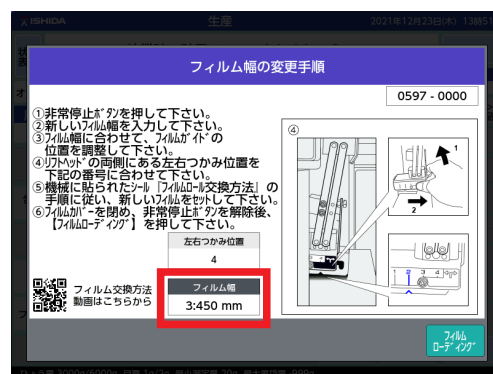 ISHIDA
生産
2021年12月23日(木) 13時51
フィルム幅の変更手順
0597 - 0000
①非常停止ﾎﾞﾀﾝを押して下さい。
②新しいﾌｨﾙﾑ幅を入力して下さい。
③ﾌｨﾙﾑ幅に合わせて、ﾌｨﾙﾑｶﾞｲﾄﾞの
位置を調整して下さい。
④ﾘﾌﾄﾍｯﾄﾞの両側にある左右つかみ位置を
下記の番号に合わせて下さい。
⑤機械に貼られたｼｰﾙ『ﾌｨﾙﾑﾛｰﾙ交換方法』の
手順に従い、新しいﾌｨﾙﾑをｾｯﾄして下さい。
⑥ﾌｨﾙﾑｶﾊﾞｰを閉め、非常停止ﾎﾞﾀﾝを解除後、
【ﾌｨﾙﾑﾛｰﾃﾞｨﾝｸﾞ】を押して下さい。
④
1
2
1 2 3 4
左右つかみ位置
4
フィルム交換方法
動画はこちらから
フィルム幅
3:450 mm
ﾌｨﾙﾑ
ﾛｰﾃﾞｨﾝｸﾞ